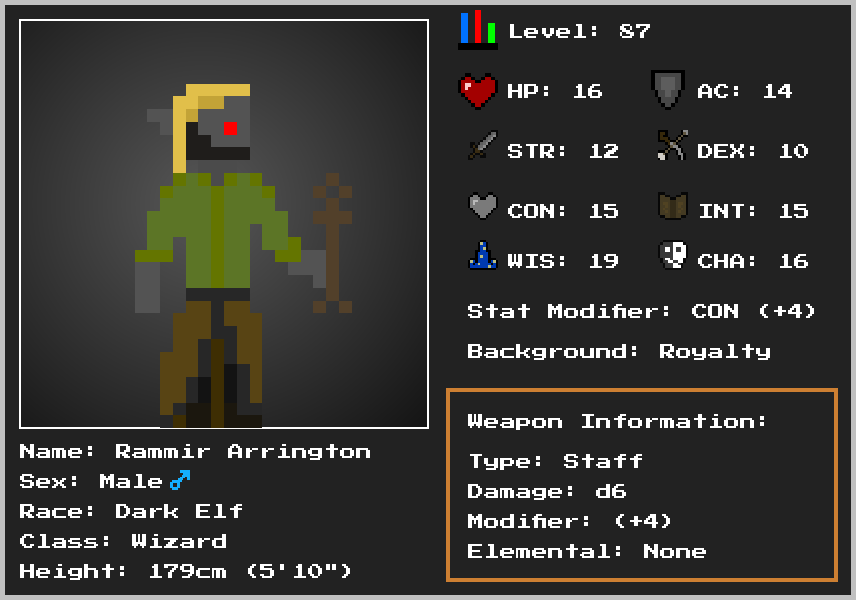 Level: 87
HP: 16
AC: 14
STR: 12
DEX: 10
CON: 15
INT: 15
WIS: 19
CHA: 16
Stat Modifier: CON (+4)
Background: Royalty
Weapon Information:
Type: Staff
Damage: d6
Modifier: (+4)
Elemental: None
Name: Rammir Arrington
Sex: Male♂
Race: Dark Elf
Class: Wizard
Height: 179cm (5'10")